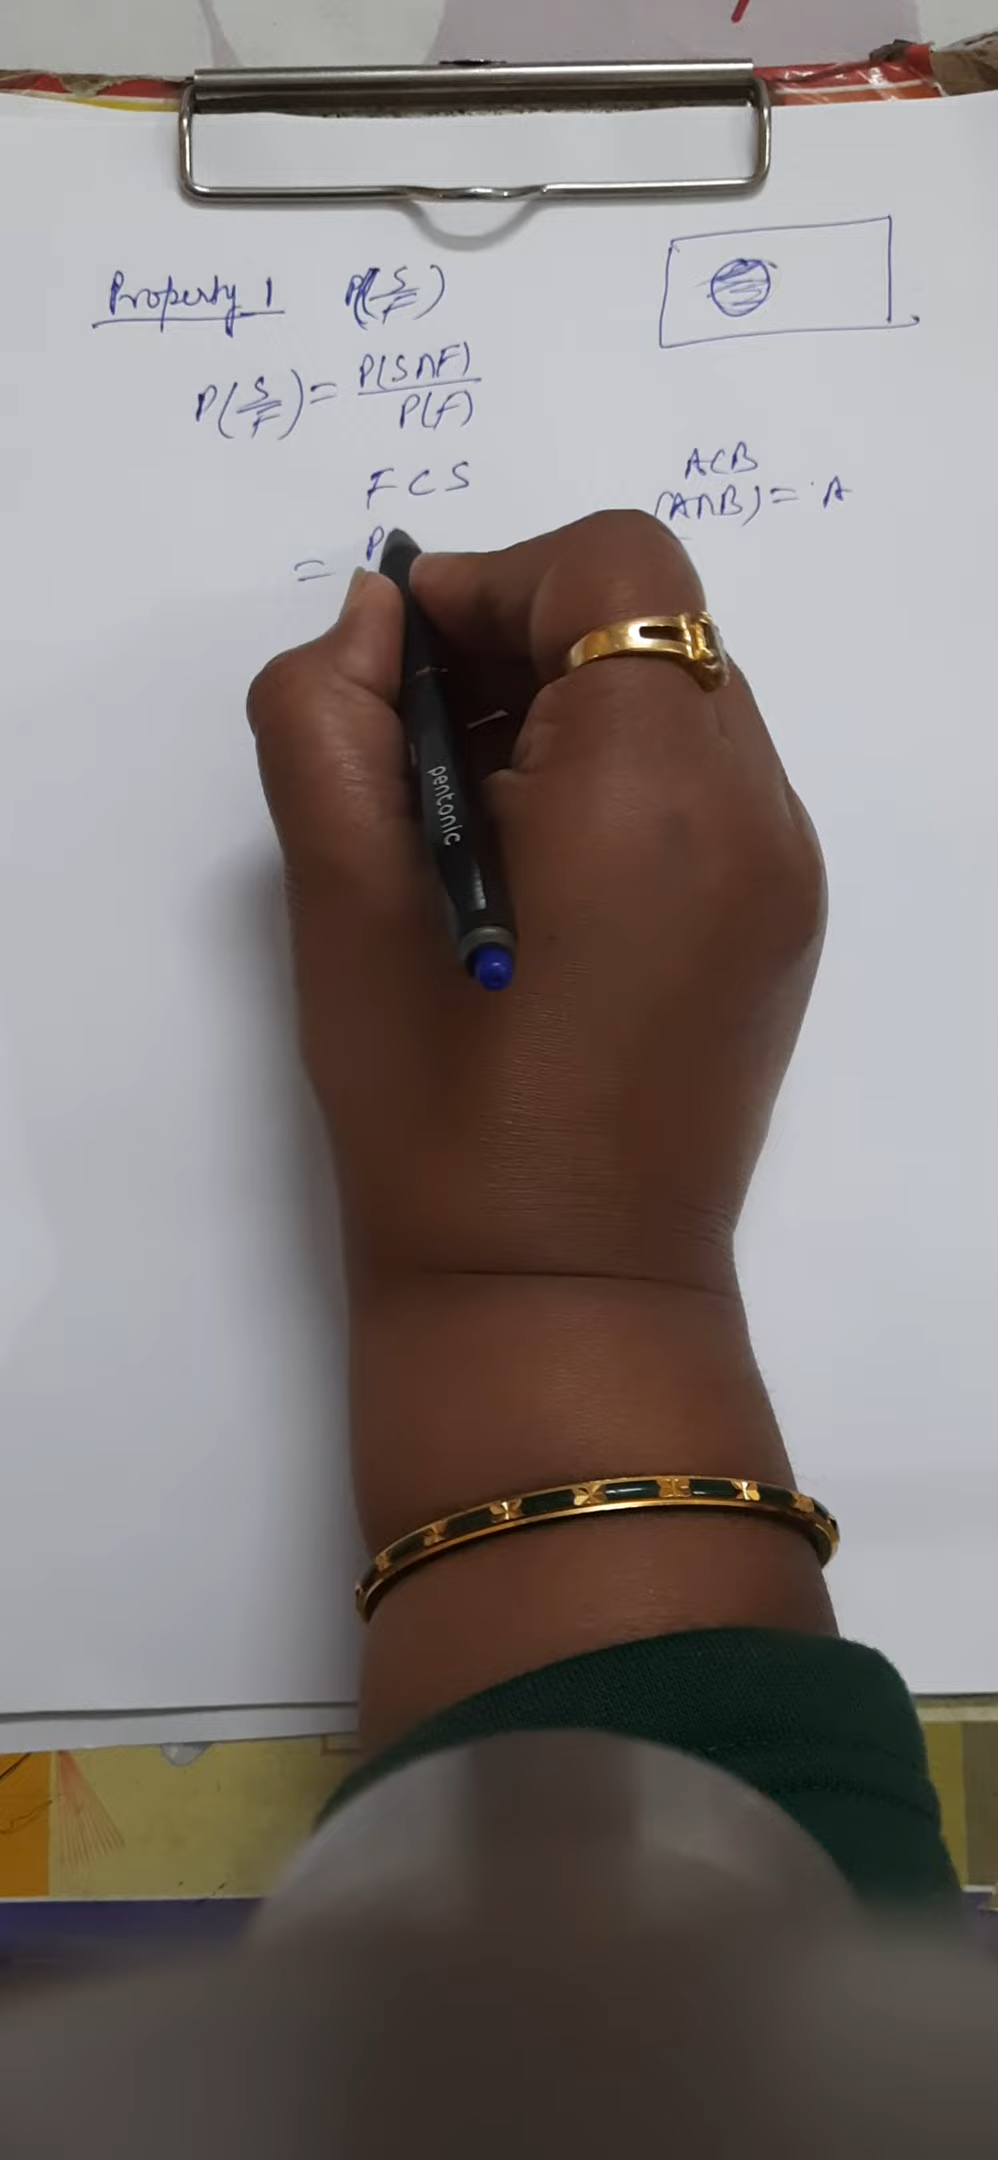 Property 1 P(S/F)
P(S/F) = P(S∩F)/P(F)
F⊂S
= P
A⊂B
(A∩B) = A
pentonic